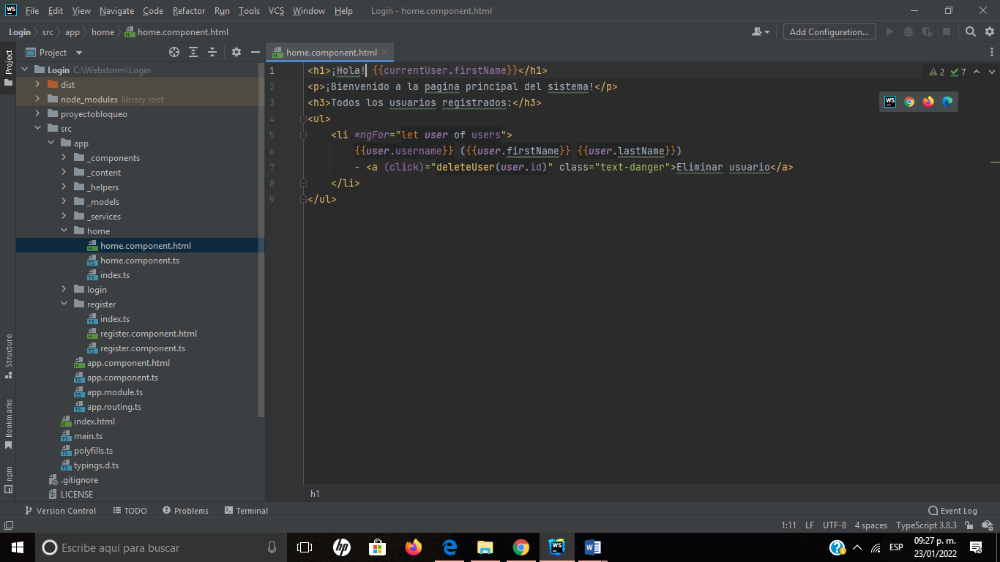 WS File Edit View Navigate Code Refactor Run Tools VCS Window Help Login - home.component.html
Login src app home home.component.html Add Configuration...
Project
Project
home.component.html
Login C:\Webstorm\Login
dist
node_modules library root
proyectobloqueo
src
app
_components
_content
_helpers
_models
_services
home
home.component.html
home.component.ts
index.ts
login
register
index.ts
register.component.html
register.component.ts
app.component.html
app.component.ts
app.module.ts
app.routing.ts
index.html
main.ts
polyfills.ts
typings.d.ts
.gitignore
LICENSE
Structure
Bookmarks
npm
1 <h1>¡Hola! {{currentUser.firstName}}</h1>
2 <p>¡Bienvenido a la pagina principal del sistema!</p>
3 <h3>Todos los usuarios registrados:</h3>
4 <ul>
5 <li *ngFor="let user of users">
6 {{user.username}} ({{user.firstName}} {{user.lastName}})
7 - <a (click)="deleteUser(user.id)" class="text-danger">Eliminar usuario</a>
8 </li>
9 </ul>
2 7
WS
h1
Version Control TODO Problems Terminal Event Log
1:11 LF UTF-8 4 spaces TypeScript 3.8.3
Escribe aquí para buscar
hp
WS
W
ESP
09:27 p. m.
23/01/2022